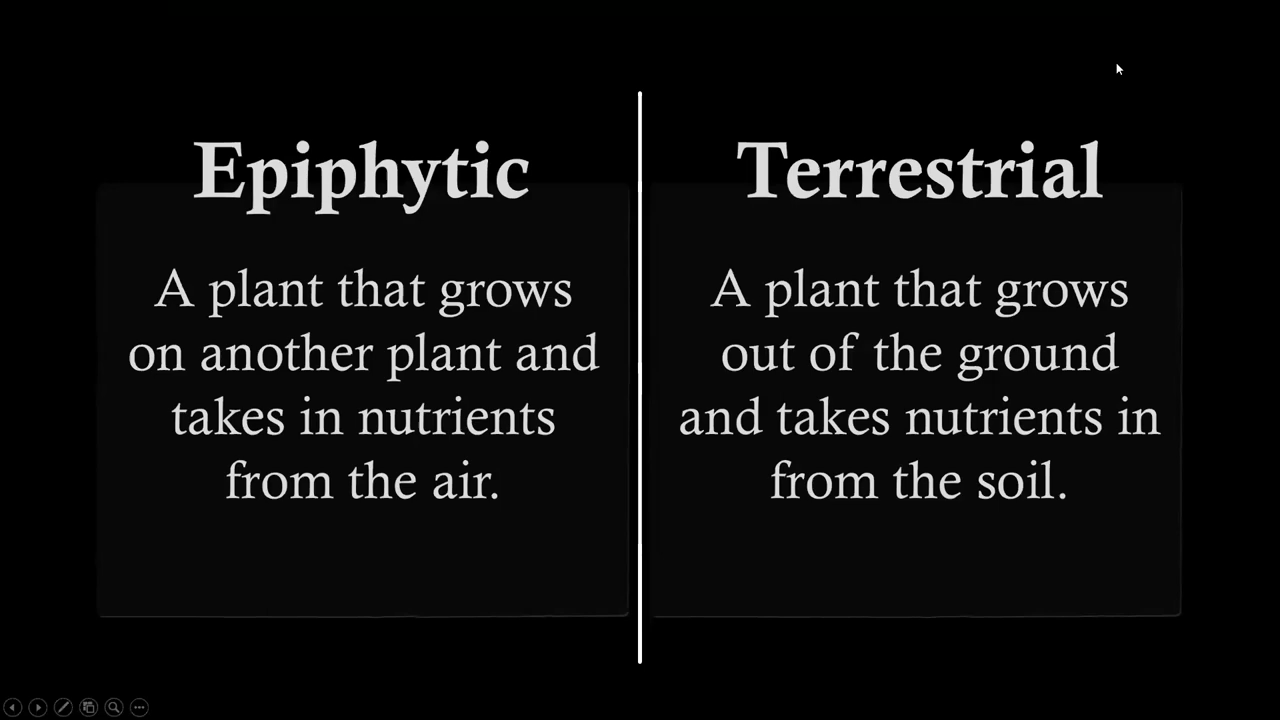 Epiphytic
A plant that grows
on another plant and
takes in nutrients
from the air.
Terrestrial
A plant that grows
out of the ground
and takes nutrients in
from the soil.